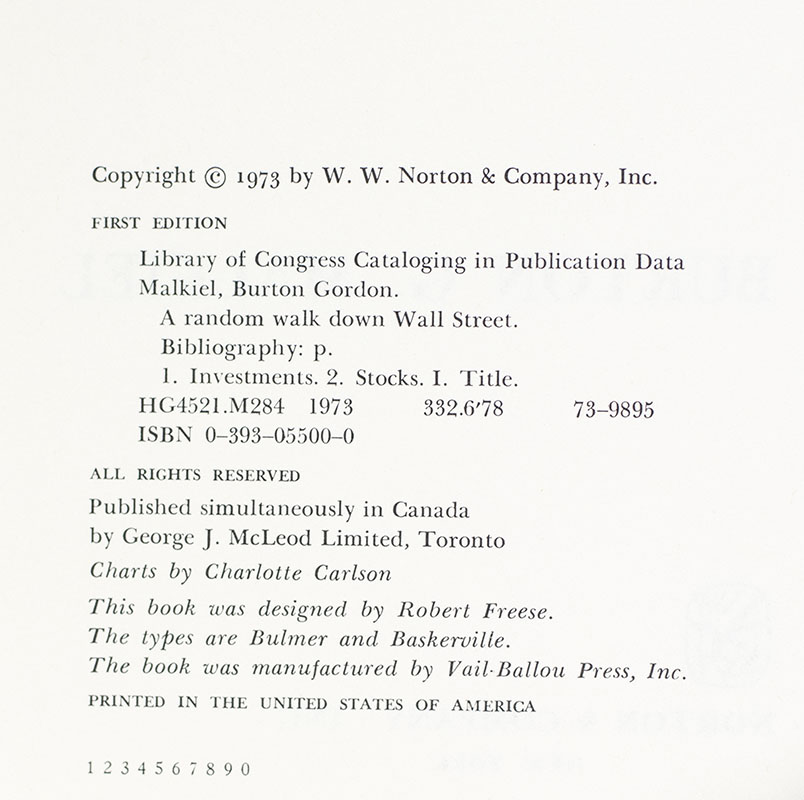 Copyright © 1973 by W. W. Norton & Company, Inc.
FIRST EDITION
Library of Congress Cataloging in Publication Data
Malkiel, Burton Gordon.
A random walk down Wall Street.
Bibliography: p.
1. Investments. 2. Stocks. I. Title.
HG4521.M284 1973 332.6'78 73–9895
ISBN 0–393–05500–0
ALL RIGHTS RESERVED
Published simultaneously in Canada
by George J. McLeod Limited, Toronto
Charts by Charlotte Carlson
This book was designed by Robert Freese.
The types are Bulmer and Baskerville.
The book was manufactured by Vail-Ballou Press, Inc.
PRINTED IN THE UNITED STATES OF AMERICA
1 2 3 4 5 6 7 8 9 0